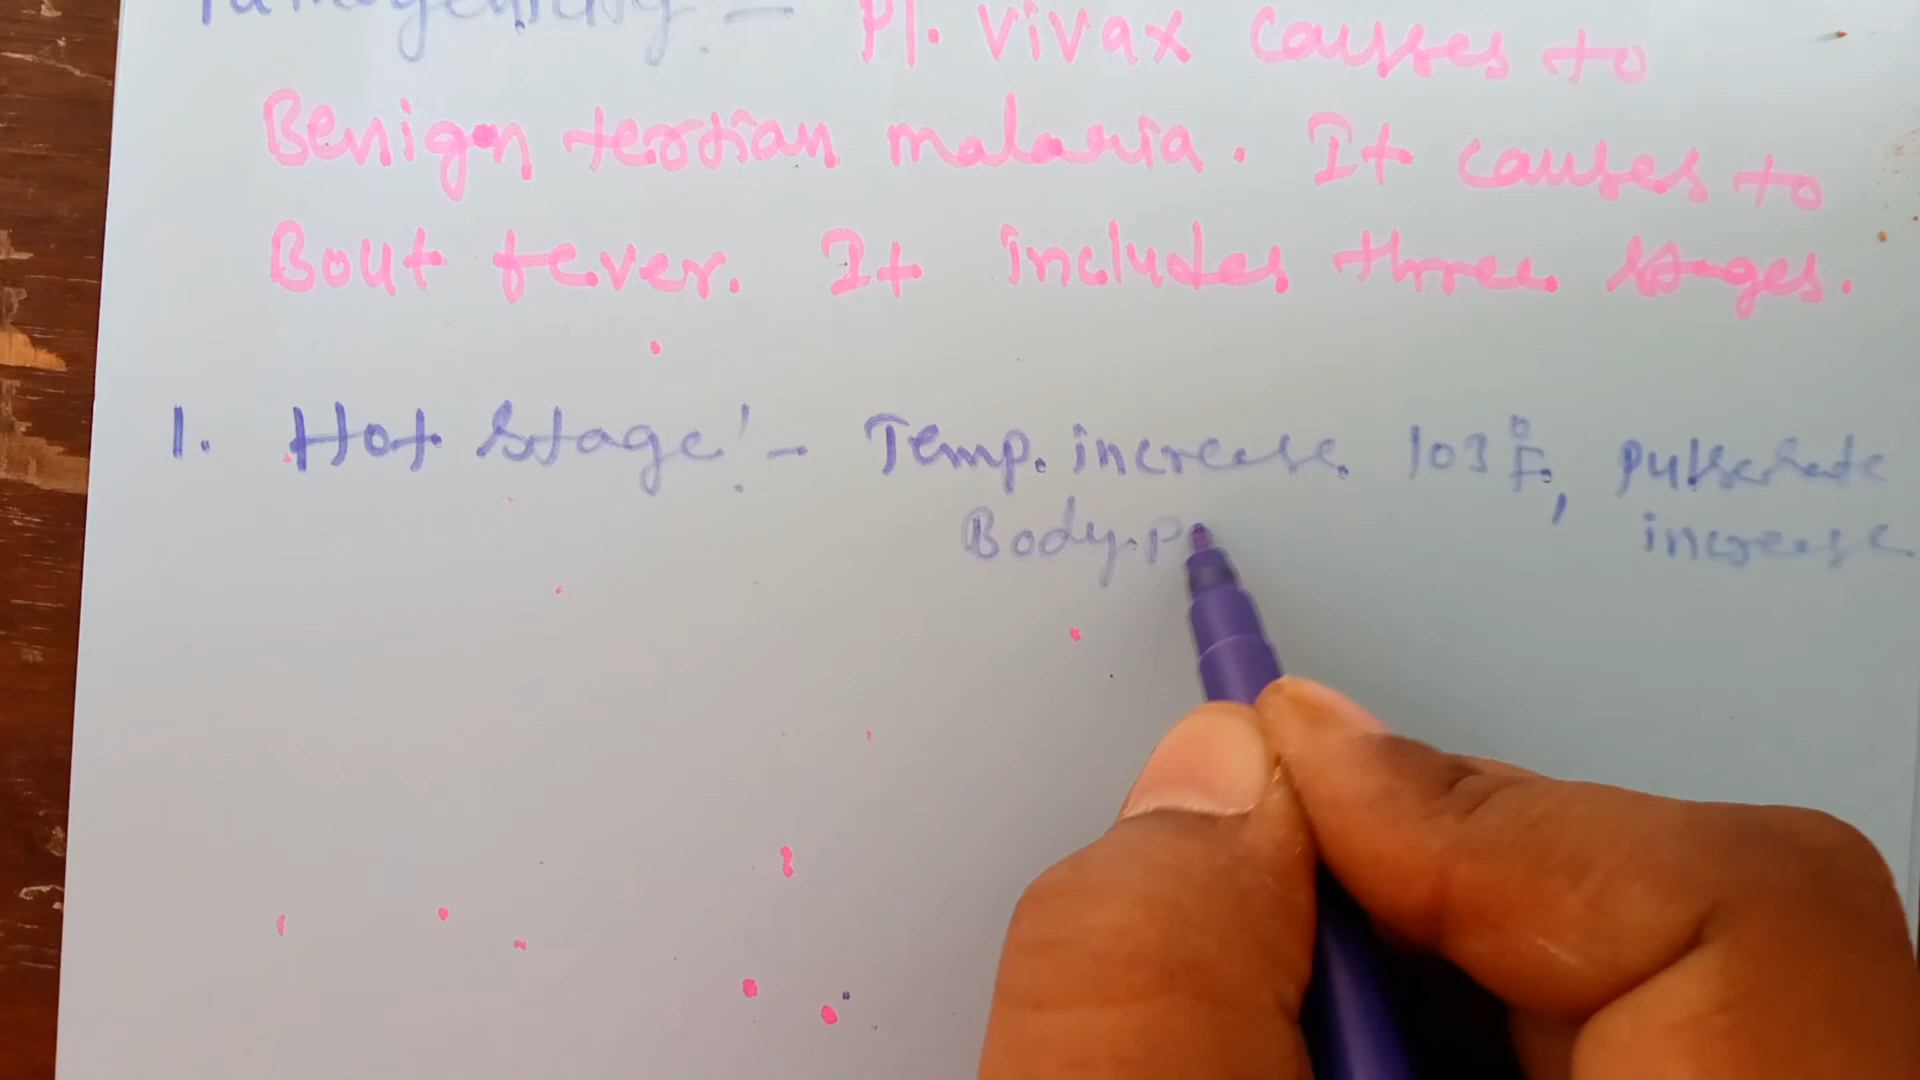 Pathogenicity:- Pl. vivax causes to
Benign tertian malaria. It causes to
Bout fever. It includes three stages.
1. Hot stage:- Temp. increase 103°F, pulse rate
increase
Body p